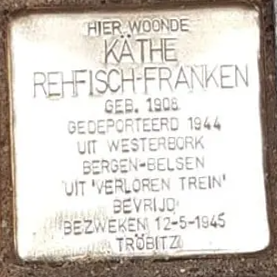 HIER WOONDE
KÄTHE
REHFISCH-FRANKEN
GEB. 1908
GEDEPORTEERD 1944
UIT WESTERBORK
BERGEN-BELSEN
UIT 'VERLOREN TREIN'
BEVRIJD
BEZWEKEN 12-5-1945
TRÖBITZ